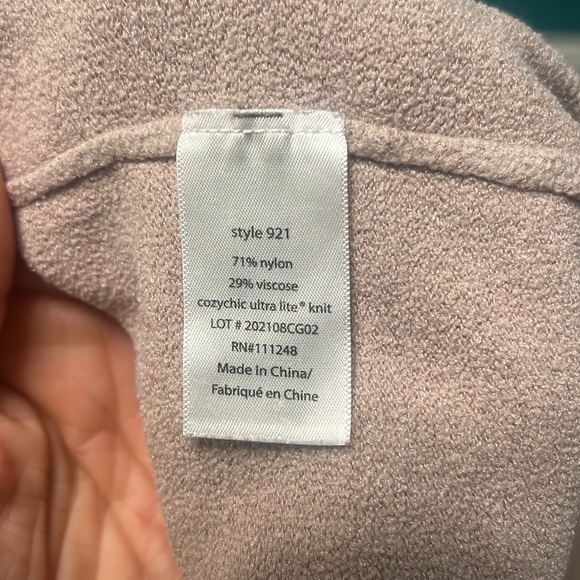 style 921
71% nylon
29% viscose
cozychic ultra lite® knit
LOT # 202108CG02
RN#111248
Made In China/
Fabriqué en Chine